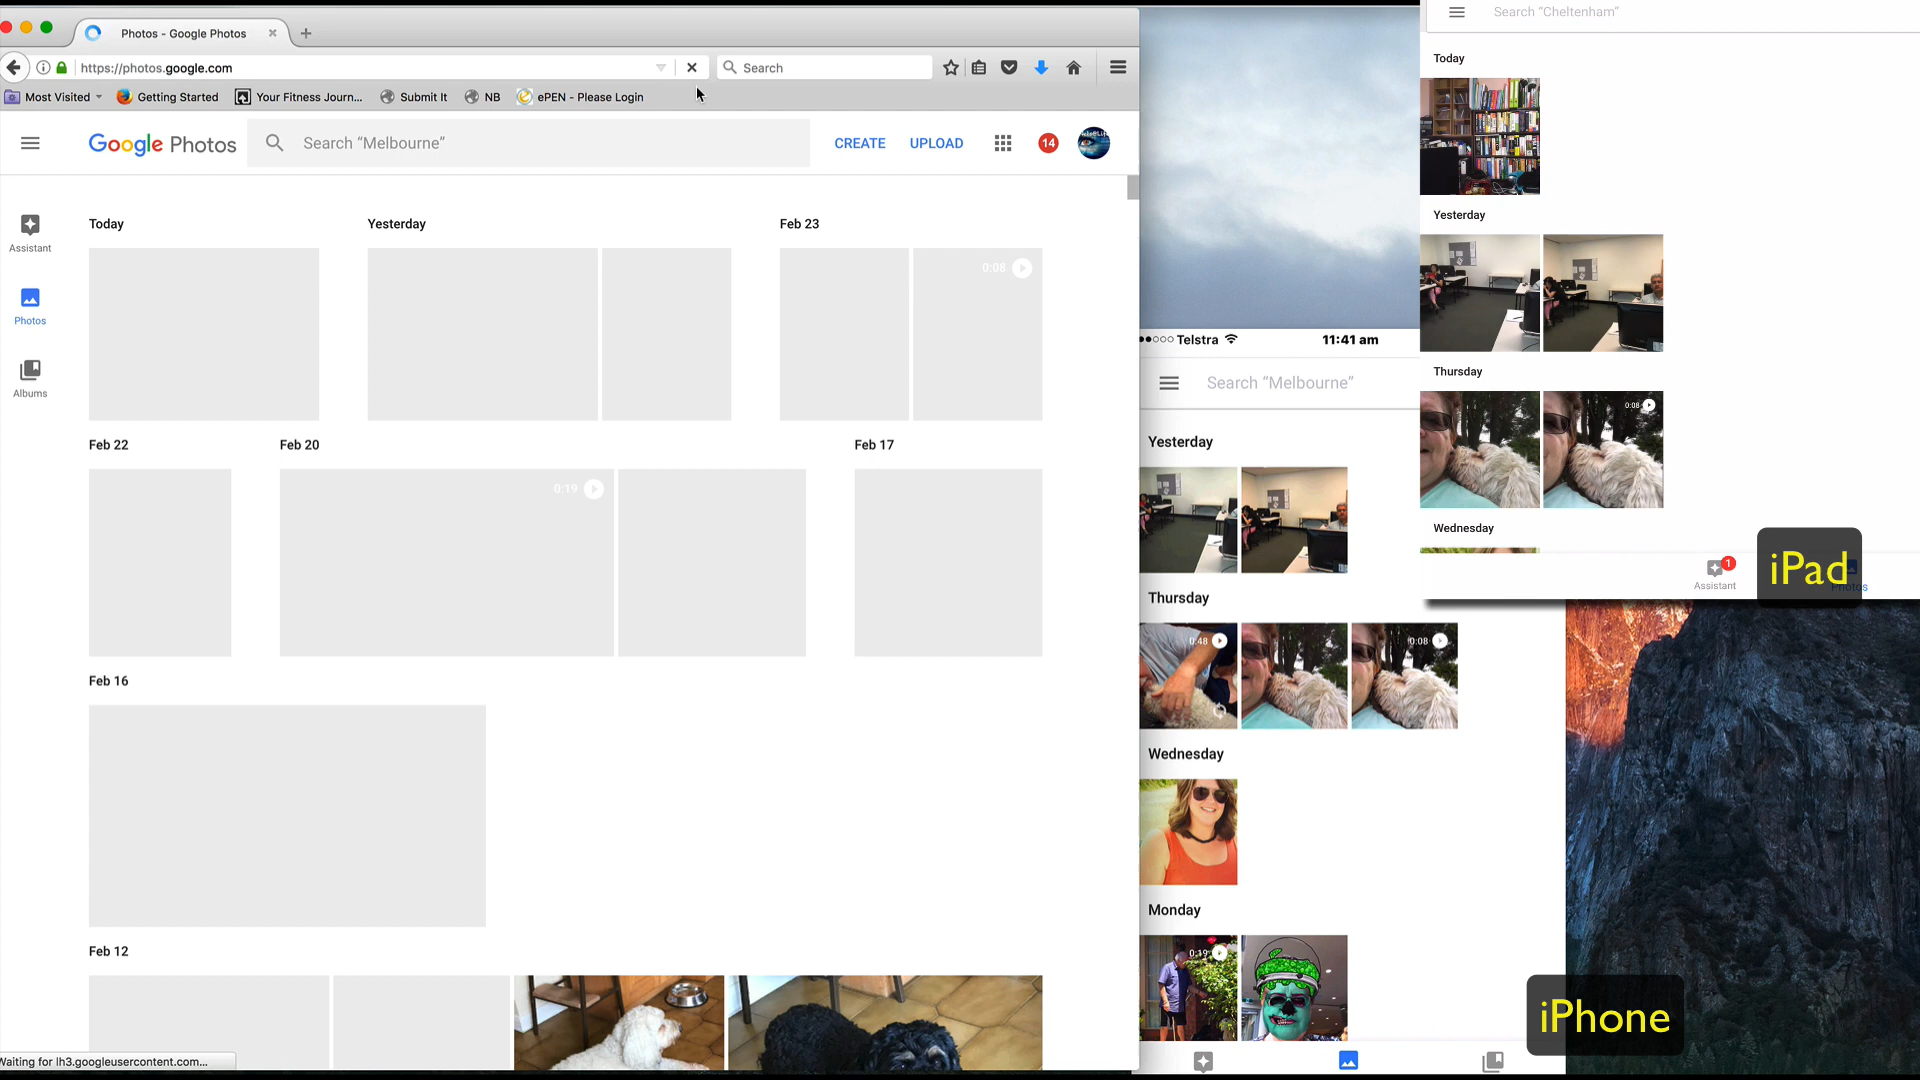 Photos - Google Photos
https://photos.google.com
Search
Most Visited
Getting Started
Your Fitness Journ...
Submit It
NB
ePEN - Please Login
Google Photos
Search “Melbourne”
CREATE
UPLOAD
14
Assistant
Photos
Albums
Today
Yesterday
Feb 23
0:08
Feb 22
Feb 20
Feb 17
0:19
Feb 16
Feb 12
Waiting for lh3.googleusercontent.com...
Telstra
11:41 am
Search “Melbourne”
Yesterday
Thursday
0:48
0:08
Wednesday
Monday
0:19
iPhone
Search “Cheltenham”
Today
Yesterday
Thursday
0:08
Wednesday
1
Assistant
Photos
iPad